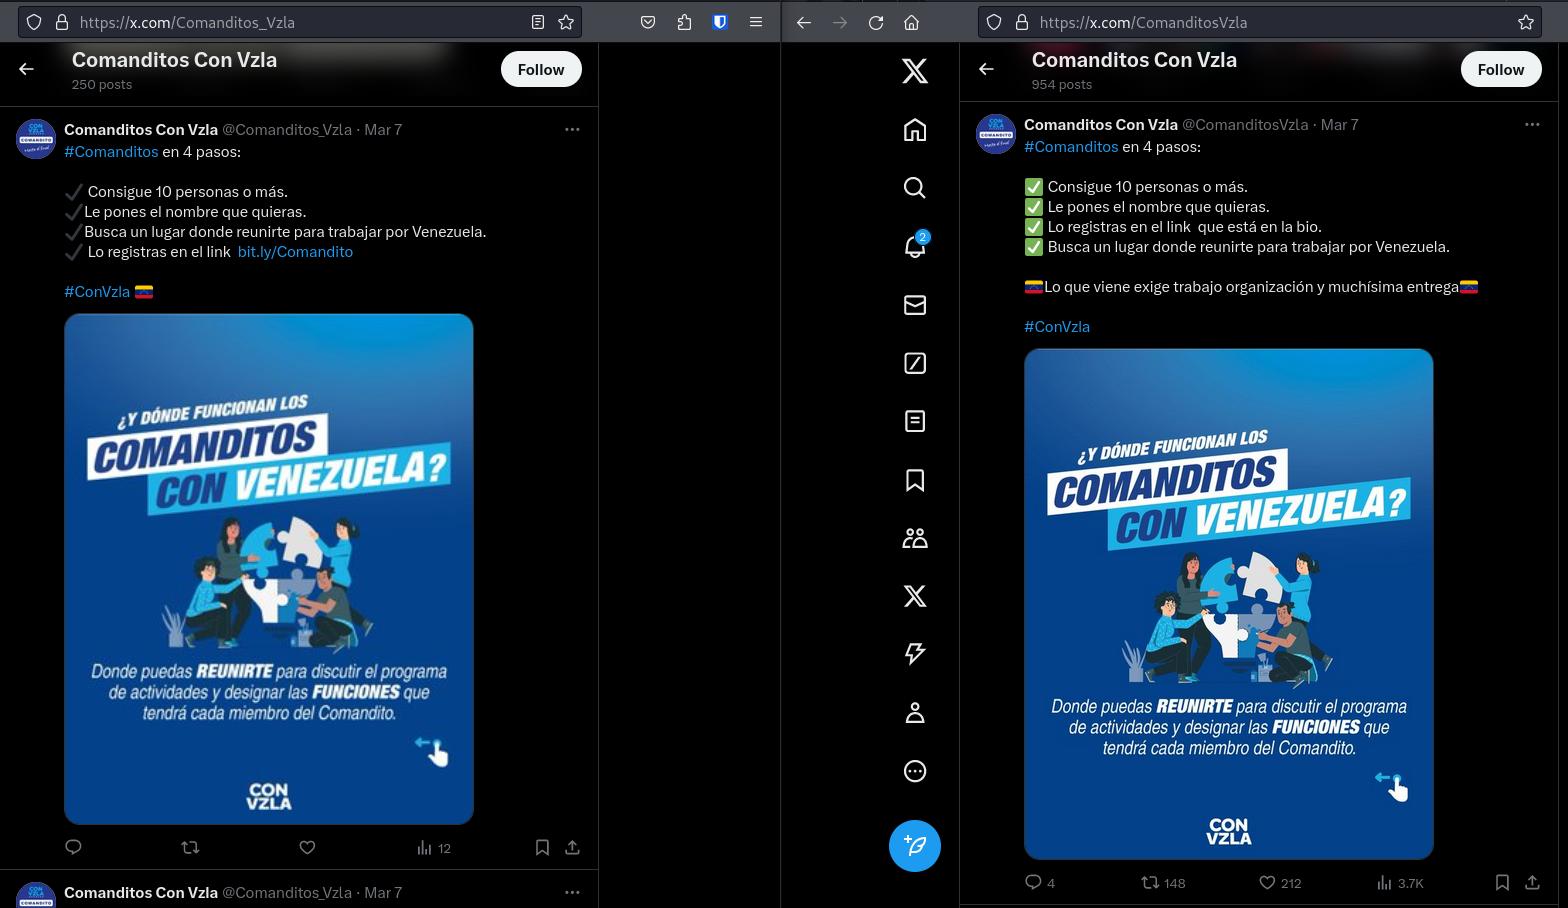 https://x.com/Comanditos_Vzla
Comanditos Con Vzla
250 posts
Follow
Comanditos Con Vzla @Comanditos_Vzla · Mar 7
#Comanditos en 4 pasos:
✔ Consigue 10 personas o más.
✔Le pones el nombre que quieras.
✔Busca un lugar donde reunirte para trabajar por Venezuela.
✔ Lo registras en el link bit.ly/Comandito
#ConVzla 🇻🇪
¿Y DÓNDE FUNCIONAN LOS
COMANDITOS
CON VENEZUELA?
Donde puedas REUNIRTE para discutir el programa
de actividades y designar las FUNCIONES que
tendrá cada miembro del Comandito.
CON
VZLA
12
Comanditos Con Vzla @Comanditos_Vzla · Mar 7
2
https://x.com/ComanditosVzla
Comanditos Con Vzla
954 posts
Follow
Comanditos Con Vzla @ComanditosVzla · Mar 7
#Comanditos en 4 pasos:
✅ Consigue 10 personas o más.
✅ Le pones el nombre que quieras.
✅ Lo registras en el link que está en la bio.
✅ Busca un lugar donde reunirte para trabajar por Venezuela.
🇻🇪Lo que viene exige trabajo organización y muchísima entrega🇻🇪
#ConVzla
¿Y DÓNDE FUNCIONAN LOS
COMANDITOS
CON VENEZUELA?
Donde puedas REUNIRTE para discutir el programa
de actividades y designar las FUNCIONES que
tendrá cada miembro del Comandito.
CON
VZLA
4 148 212 3.7K